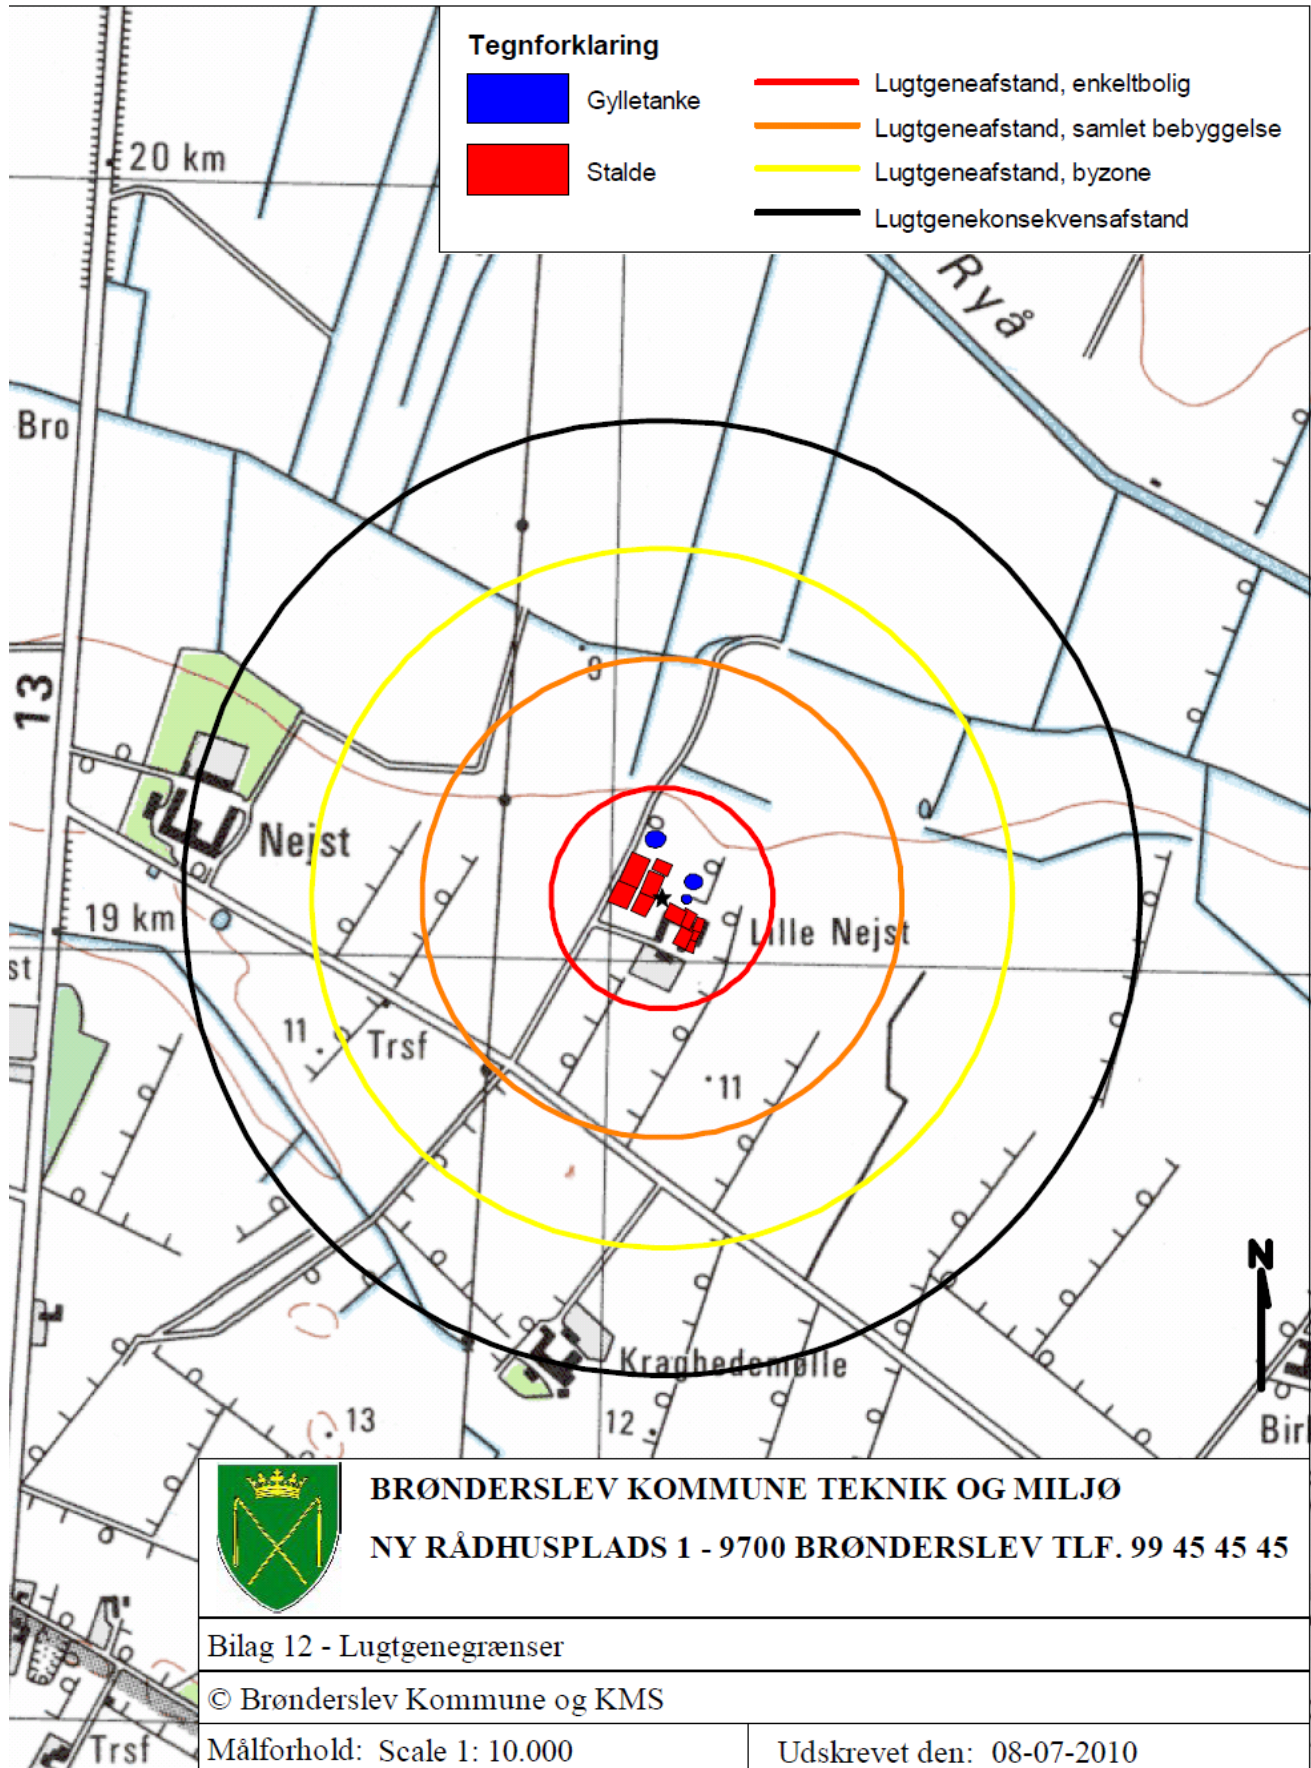 Tegnforklaring
Gylletanke
Stalde
Lugtgeneafstand, enkeltbolig
Lugtgeneafstand, samlet bebyggelse
Lugtgeneafstand, byzone
Lugtgenekonsekvensafstand
20 km
Ryå
Bro
9
13
Nejst
19 km
Lille Nejst
st
11
Trsf
11
N
Kraghedemølle
13
12
Birk
BRØNDERSLEV KOMMUNE TEKNIK OG MILJØ
NY RÅDHUSPLADS 1 - 9700 BRØNDERSLEV TLF. 99 45 45 45
Bilag 12 - Lugtgenegrænser
© Brønderslev Kommune og KMS
Trsf
Målforhold: Scale 1: 10.000
Udskrevet den: 08-07-2010